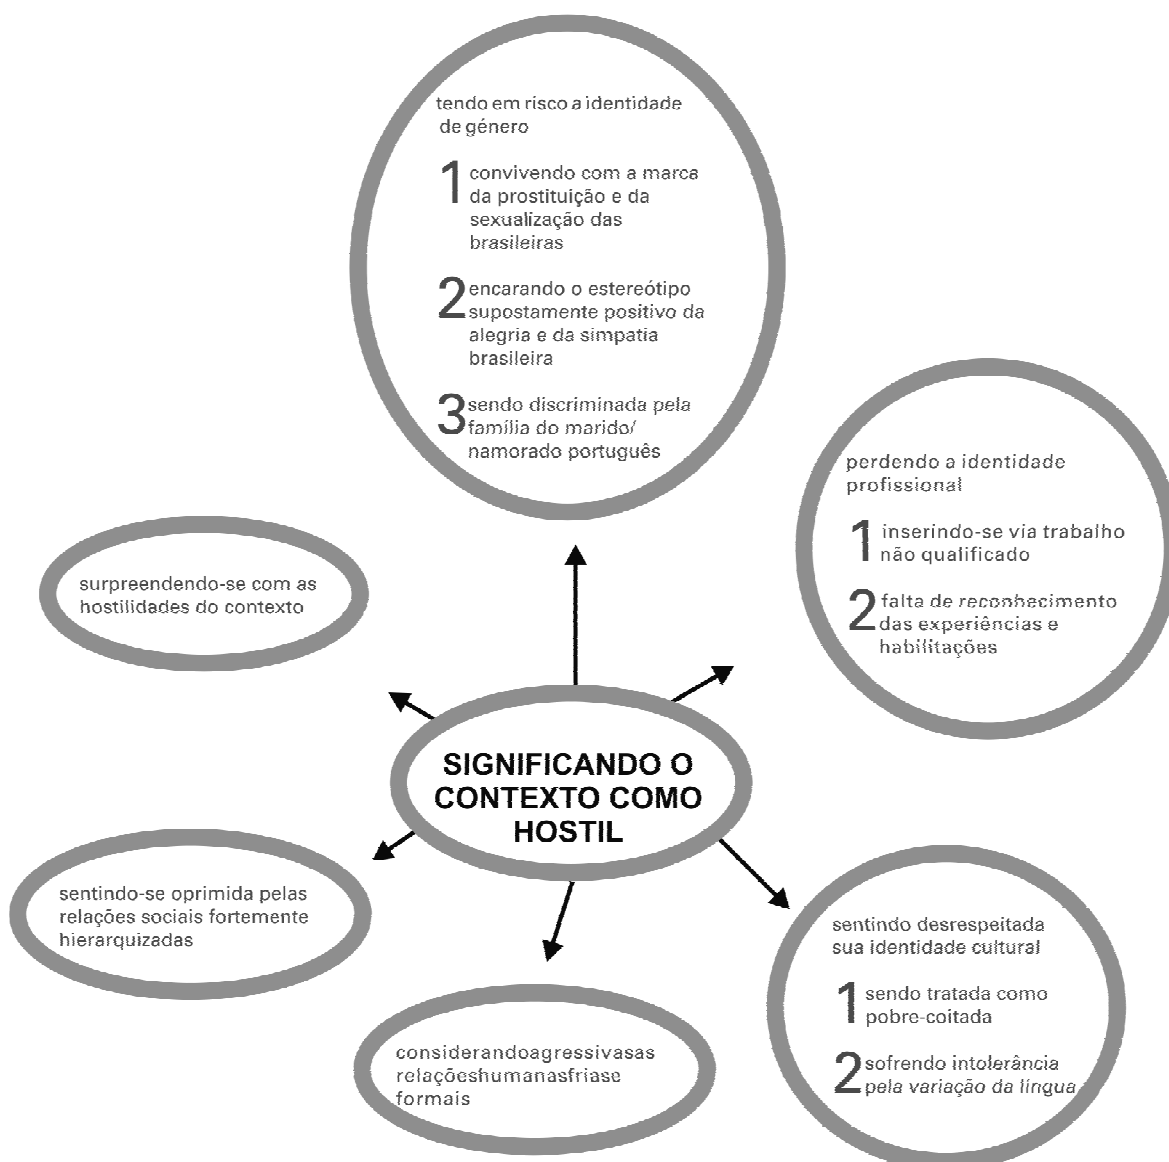 tendo em risco a identidade
de género
1 convivendo com a marca
da prostituição e da
sexualização das
brasileiras
2 encarando o estereótipo
supostamente positivo da
alegria e da simpatia
brasileira
3 sendo discriminada pela
família do marido/
namorado português
perdendo a identidade
profissional
1 inserindo-se via trabalho
não qualificado
2 falta de reconhecimento
das experiências e
habilitações
surpreendendo-se com as
hostilidades do contexto
SIGNIFICANDO O
CONTEXTO COMO
HOSTIL
sentindo-se oprimida pelas
relações sociais fortemente
hierarquizadas
sentindo desrespeitada
sua identidade cultural
1 sendo tratada como
pobre-coitada
2 sofrendo intolerância
pela variação da língua
considerandoagressivasas
relaçõeshumanasfriase
formais